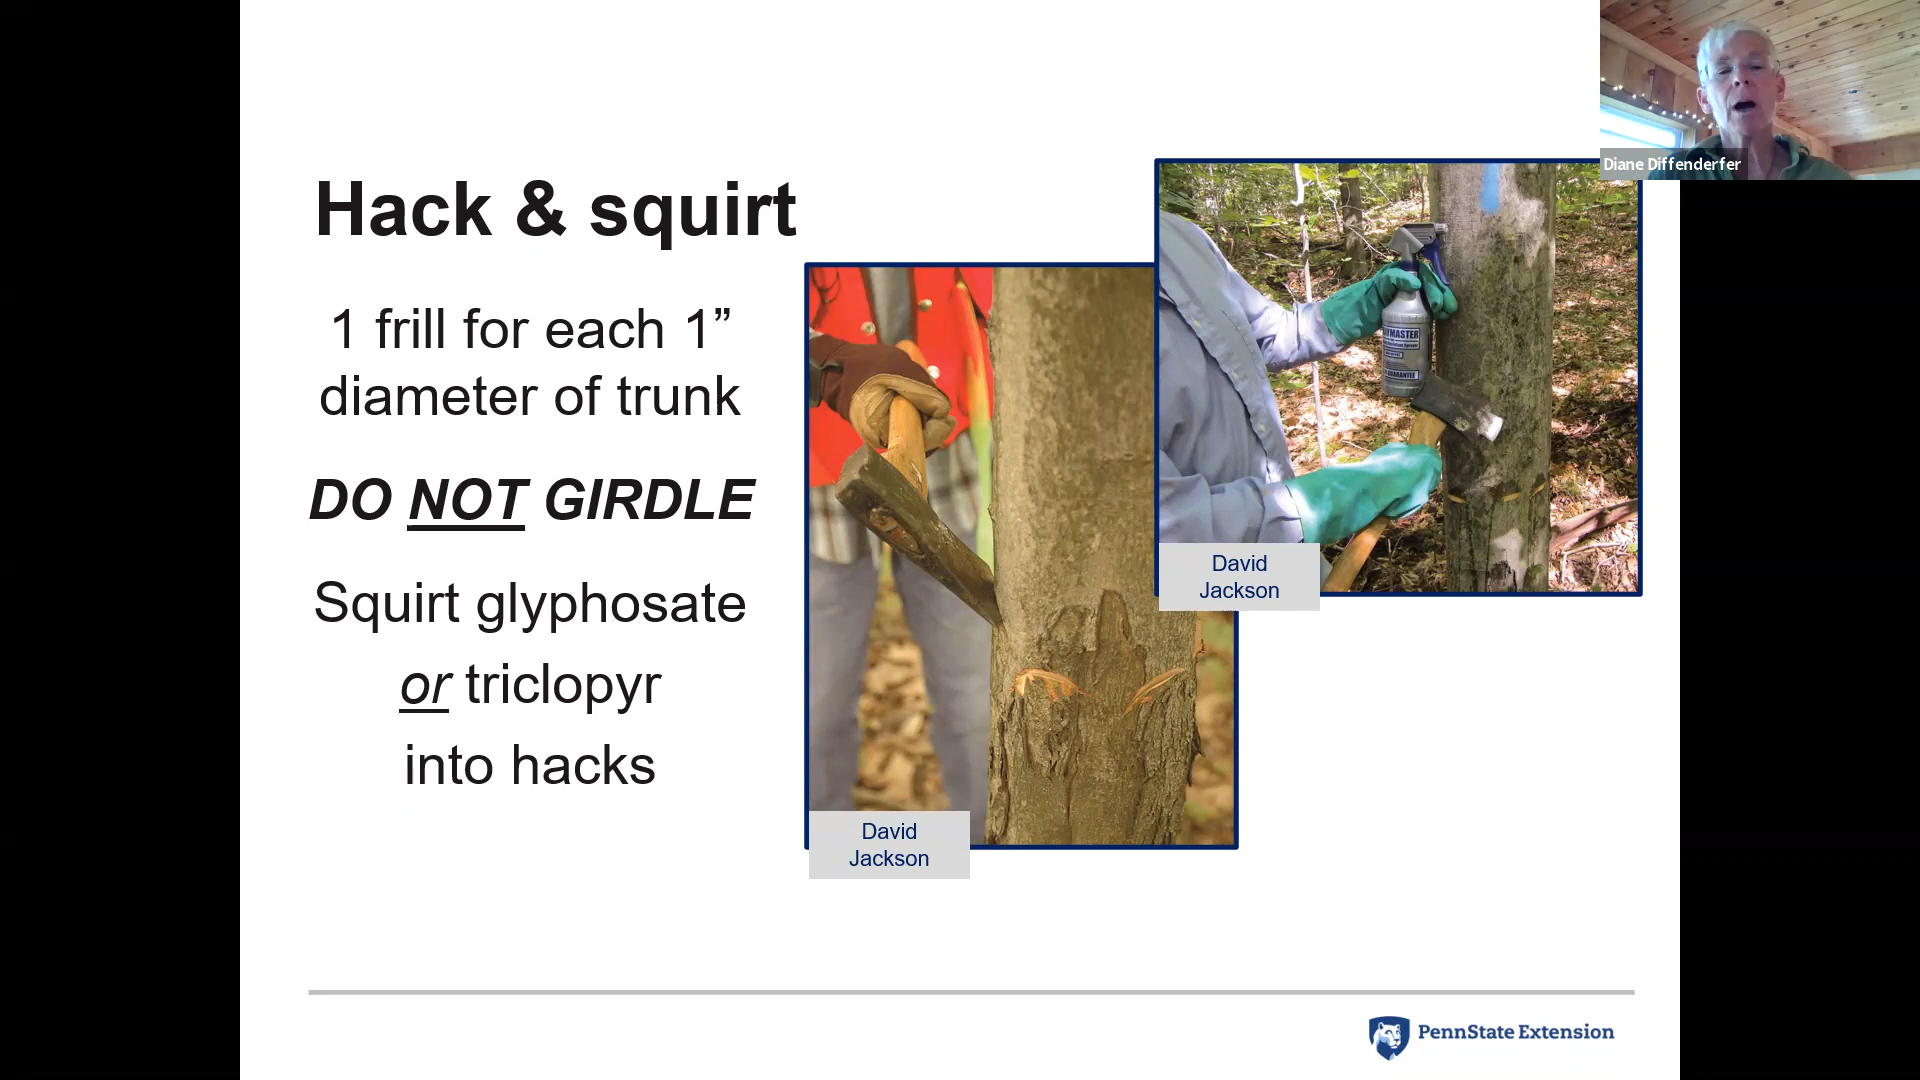 Hack & squirt
1 frill for each 1”
diameter of trunk
DO NOT GIRDLE
Squirt glyphosate
or triclopyr
into hacks
David
Jackson
David
Jackson
Diane Diffenderfer
PennState Extension